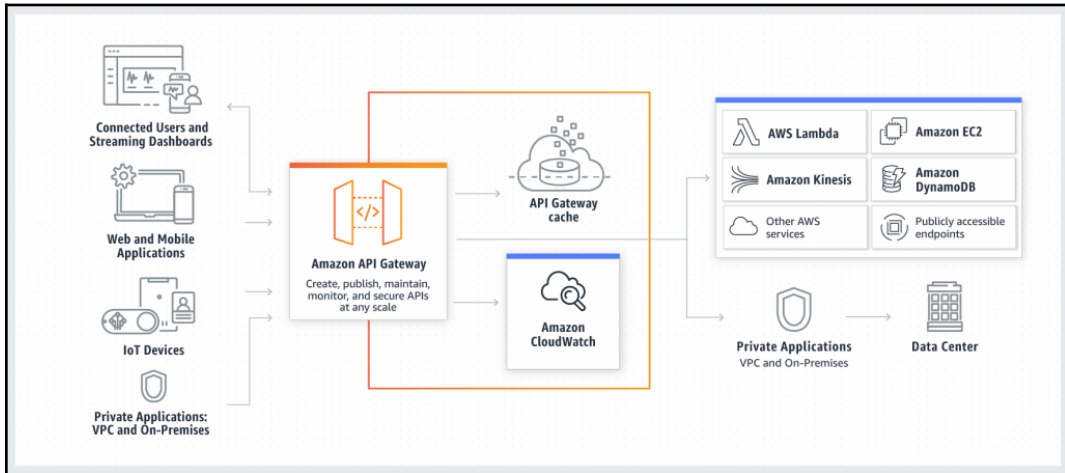 Connected Users and
Streaming Dashboards
Web and Mobile
Applications
IoT Devices
Private Applications:
VPC and On-Premises
</>
Amazon API Gateway
Create, publish, maintain,
monitor, and secure APIs
at any scale
API Gateway
cache
Amazon
CloudWatch
AWS Lambda
Amazon EC2
Amazon Kinesis
Amazon
DynamoDB
Other AWS
services
Publicly accessible
endpoints
Private Applications
VPC and On-Premises
Data Center